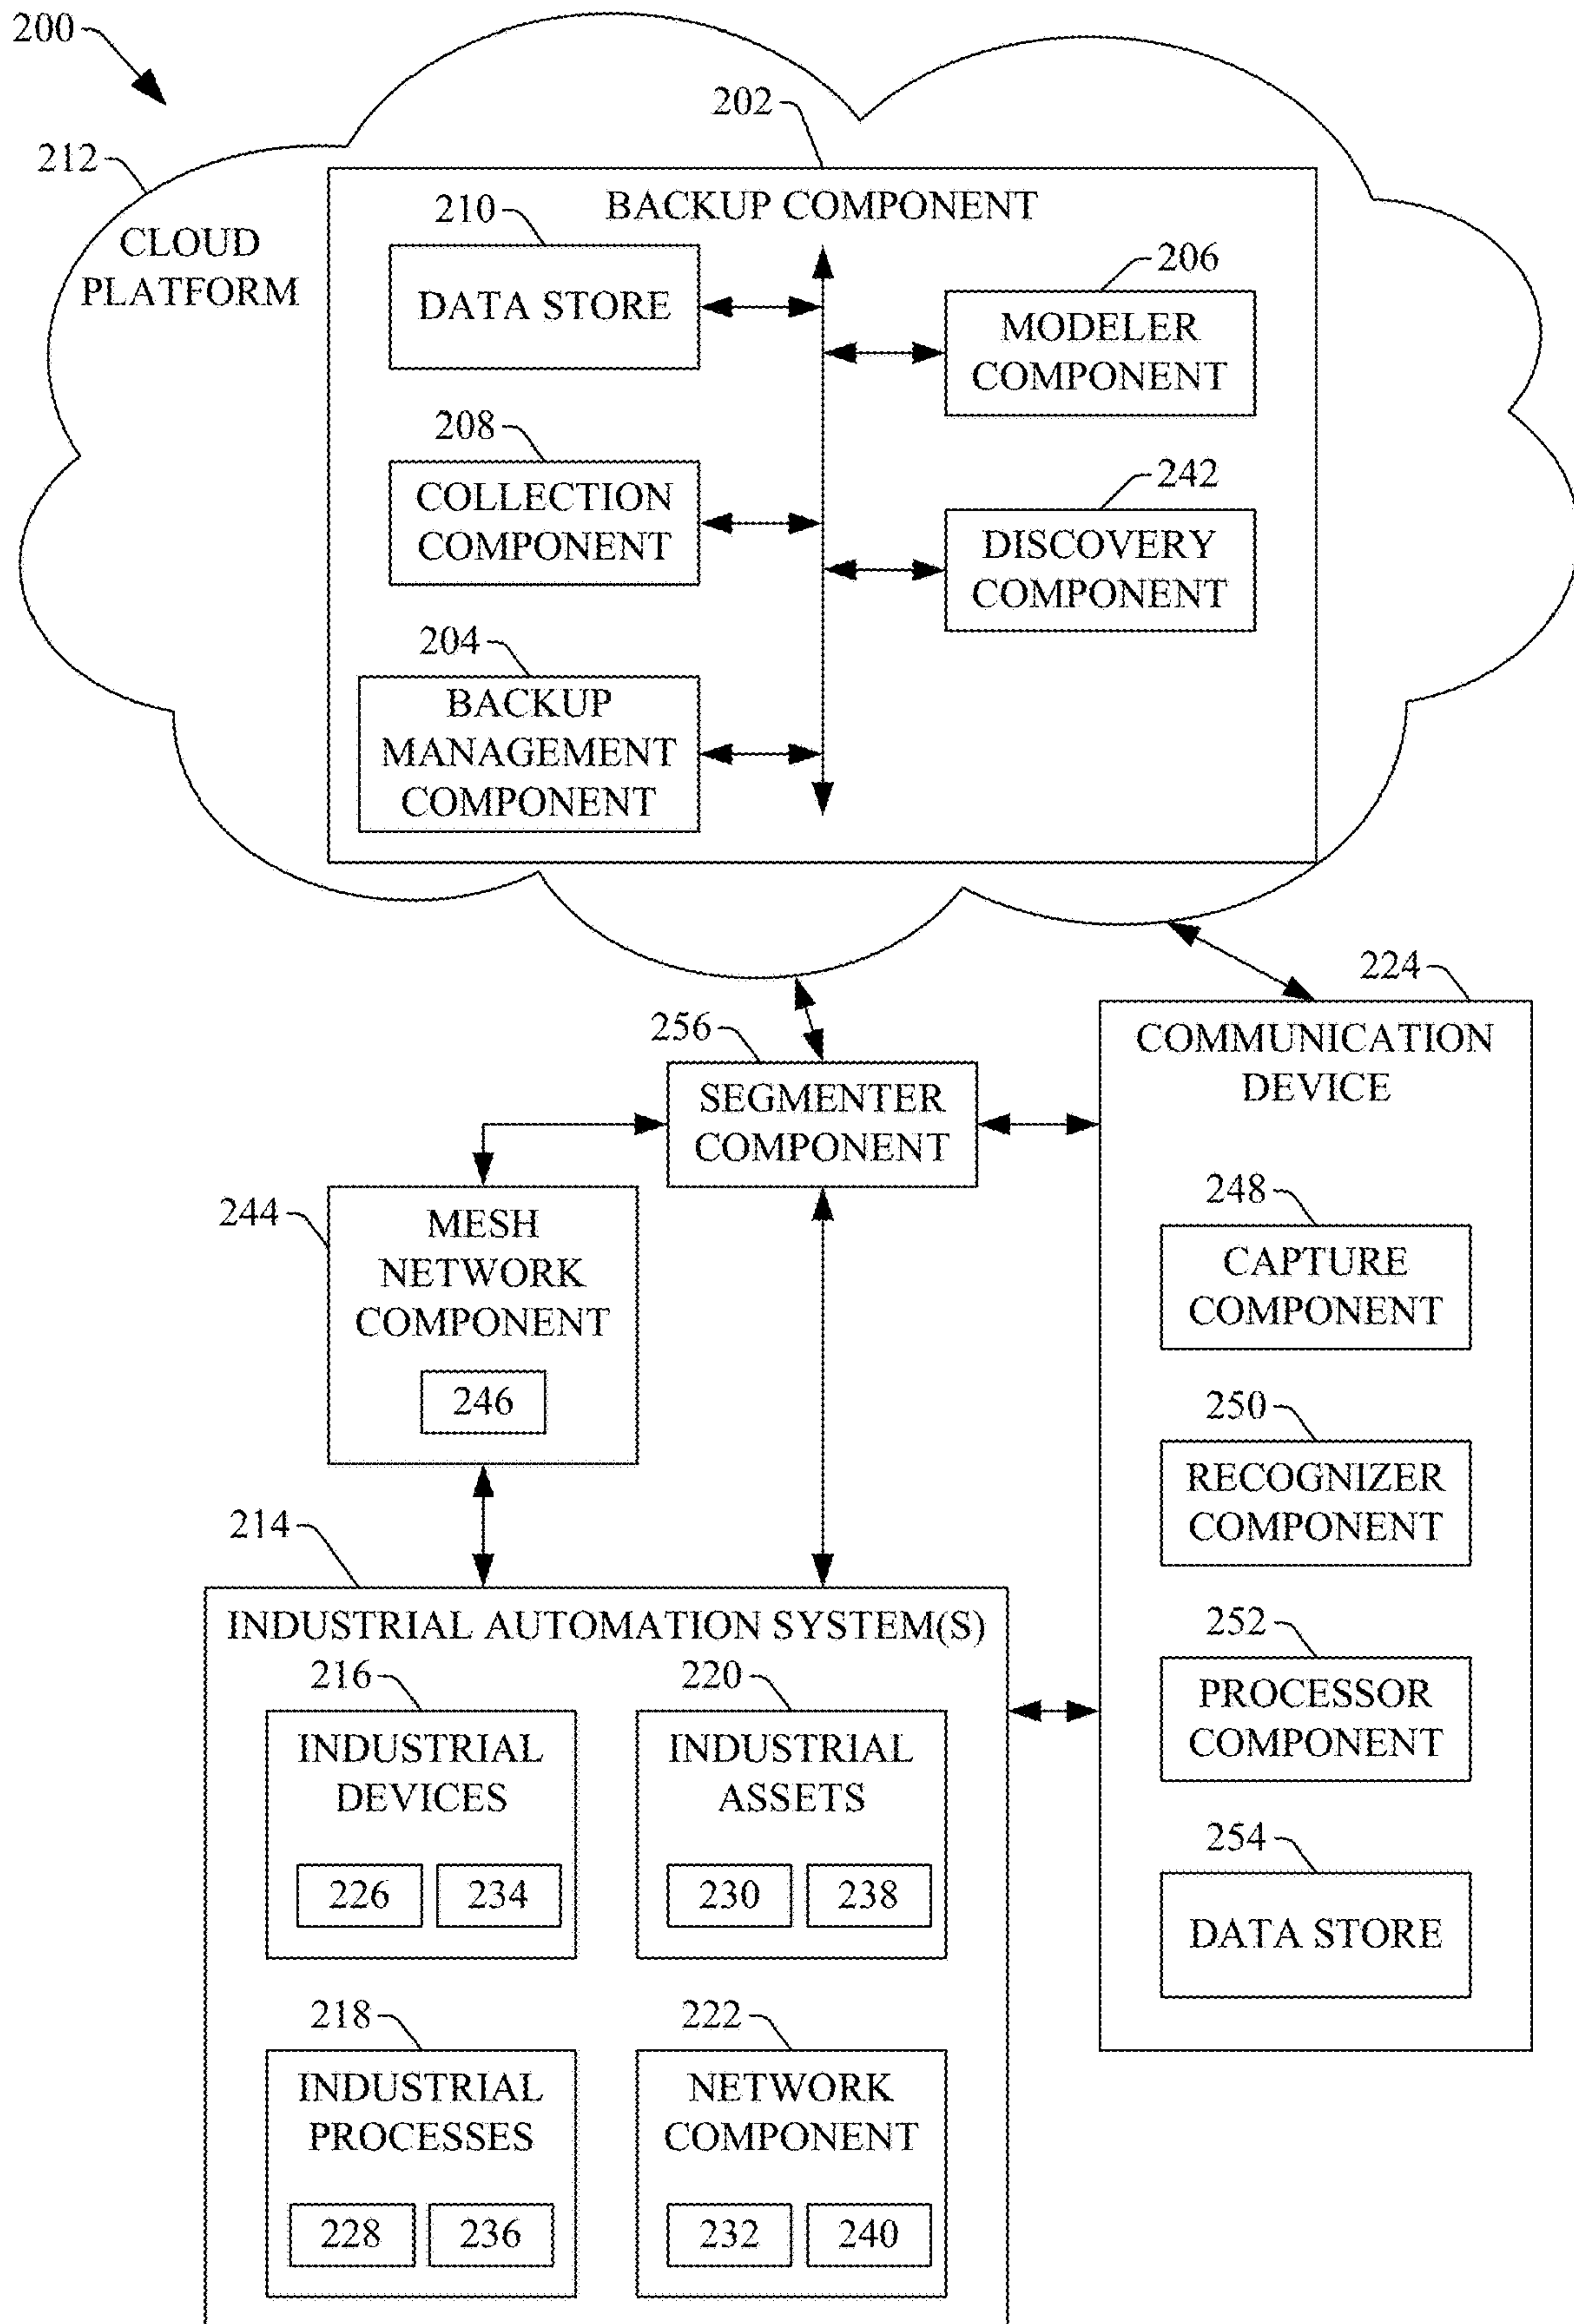 200
202
212
BACKUP COMPONENT
CLOUD
PLATFORM
210
DATA STORE
206
MODELER
COMPONENT
208
COLLECTION
COMPONENT
242
DISCOVERY
COMPONENT
204
BACKUP
MANAGEMENT
COMPONENT
224
COMMUNICATION
DEVICE
256
SEGMENTER
COMPONENT
244
MESH
NETWORK
COMPONENT
246
248
CAPTURE
COMPONENT
250
RECOGNIZER
COMPONENT
252
PROCESSOR
COMPONENT
254
DATA STORE
214
INDUSTRIAL AUTOMATION SYSTEM(S)
216
INDUSTRIAL
DEVICES
226 234
220
INDUSTRIAL
ASSETS
230 238
218
INDUSTRIAL
PROCESSES
228 236
222
NETWORK
COMPONENT
232 240